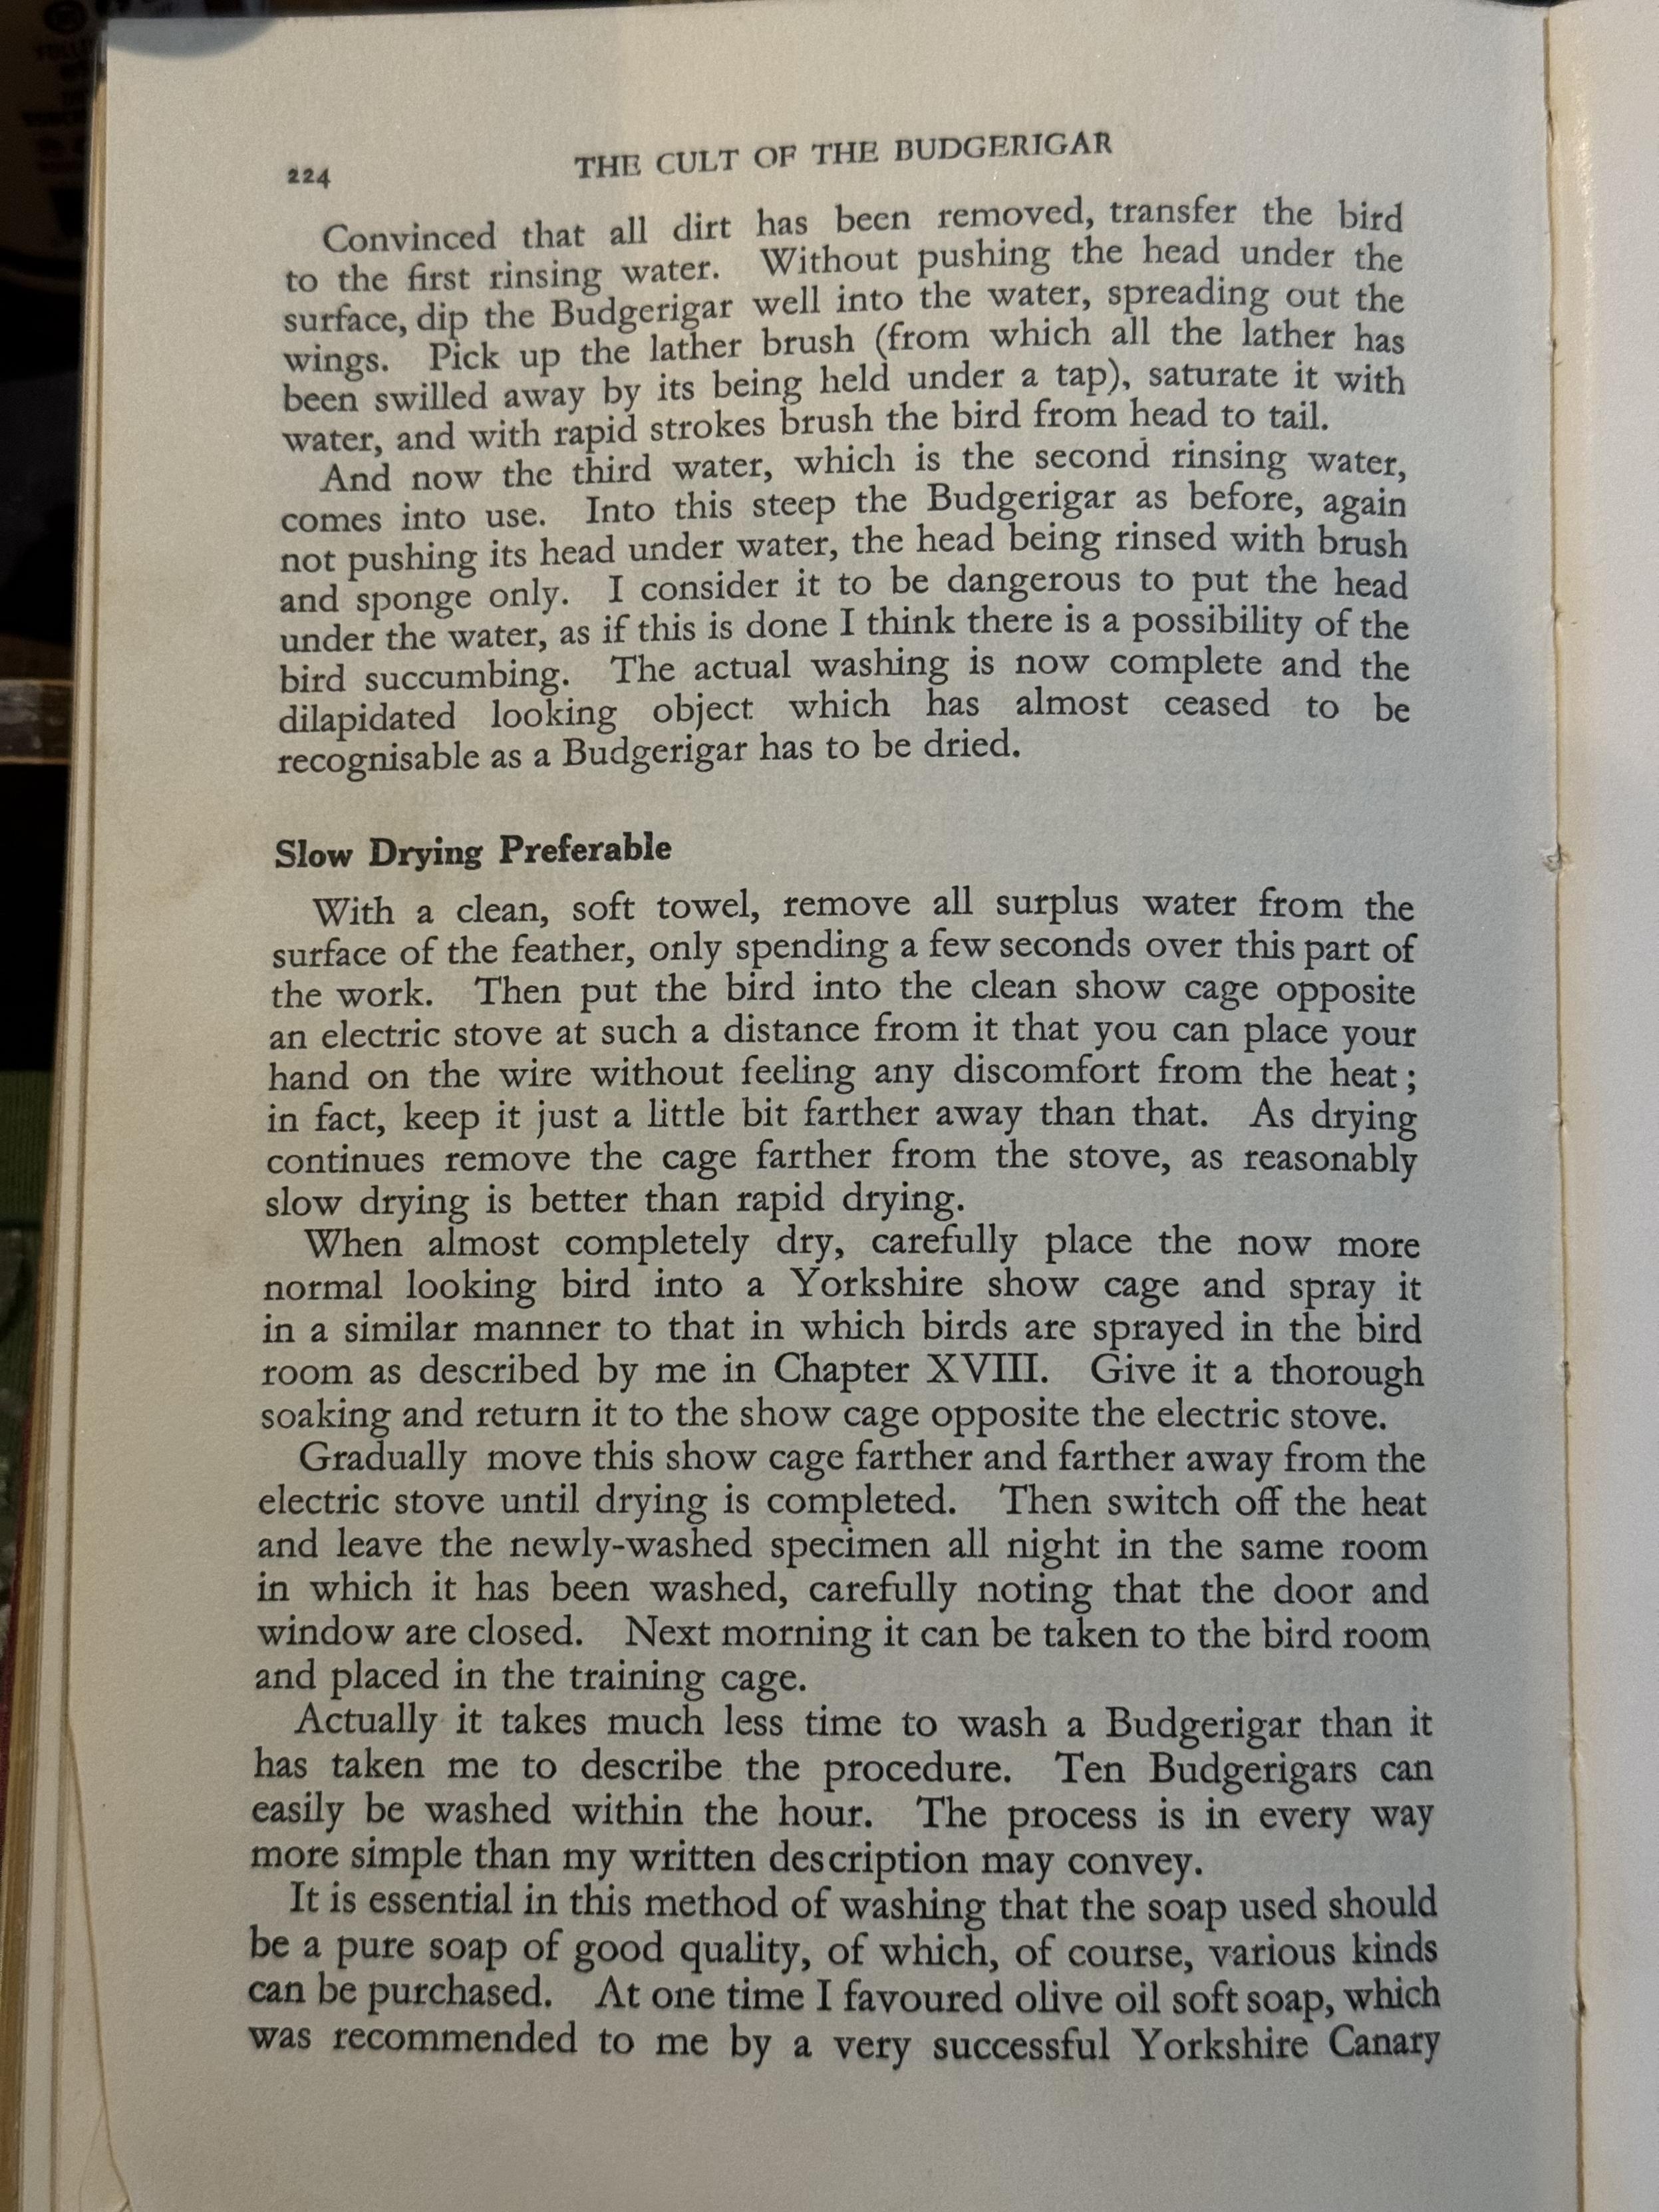 224
THE CULT OF THE BUDGERIGAR
Convinced that all dirt has been removed, transfer the bird
to the first rinsing water. Without pushing the head under the
surface, dip the Budgerigar well into the water, spreading out the
wings. Pick up the lather brush (from which all the lather has
been swilled away by its being held under a tap), saturate it with
water, and with rapid strokes brush the bird from head to tail.
And now the third water, which is the second rinsing water,
comes into use. Into this steep the Budgerigar as before, again
not pushing its head under water, the head being rinsed with brush
and sponge only. I consider it to be dangerous to put the head
under the water, as if this is done I think there is a possibility of the
bird succumbing. The actual washing is now complete and the
dilapidated looking object which has almost ceased to be
recognisable as a Budgerigar has to be dried.
Slow Drying Preferable
With a clean, soft towel, remove all surplus water from the
surface of the feather, only spending a few seconds over this part of
the work. Then put the bird into the clean show cage opposite
an electric stove at such a distance from it that you can place your
hand on the wire without feeling any discomfort from the heat;
in fact, keep it just a little bit farther away than that. As drying
continues remove the cage farther from the stove, as reasonably
slow drying is better than rapid drying.
When almost completely dry, carefully place the now more
normal looking bird into a Yorkshire show cage and spray it
in a similar manner to that in which birds are sprayed in the bird
room as described by me in Chapter XVIII. Give it a thorough
soaking and return it to the show cage opposite the electric stove.
Gradually move this show cage farther and farther away from the
electric stove until drying is completed. Then switch off the heat
and leave the newly-washed specimen all night in the same room
in which it has been washed, carefully noting that the door and
window are closed. Next morning it can be taken to the bird room
and placed in the training cage.
Actually it takes much less time to wash a Budgerigar than it
has taken me to describe the procedure. Ten Budgerigars can
easily be washed within the hour. The process is in every way
more simple than my written description may convey.
It is essential in this method of washing that the soap used should
be a pure soap of good quality, of which, of course, various kinds
can be purchased. At one time I favoured olive oil soft soap, which
was recommended to me by a very successful Yorkshire Canary